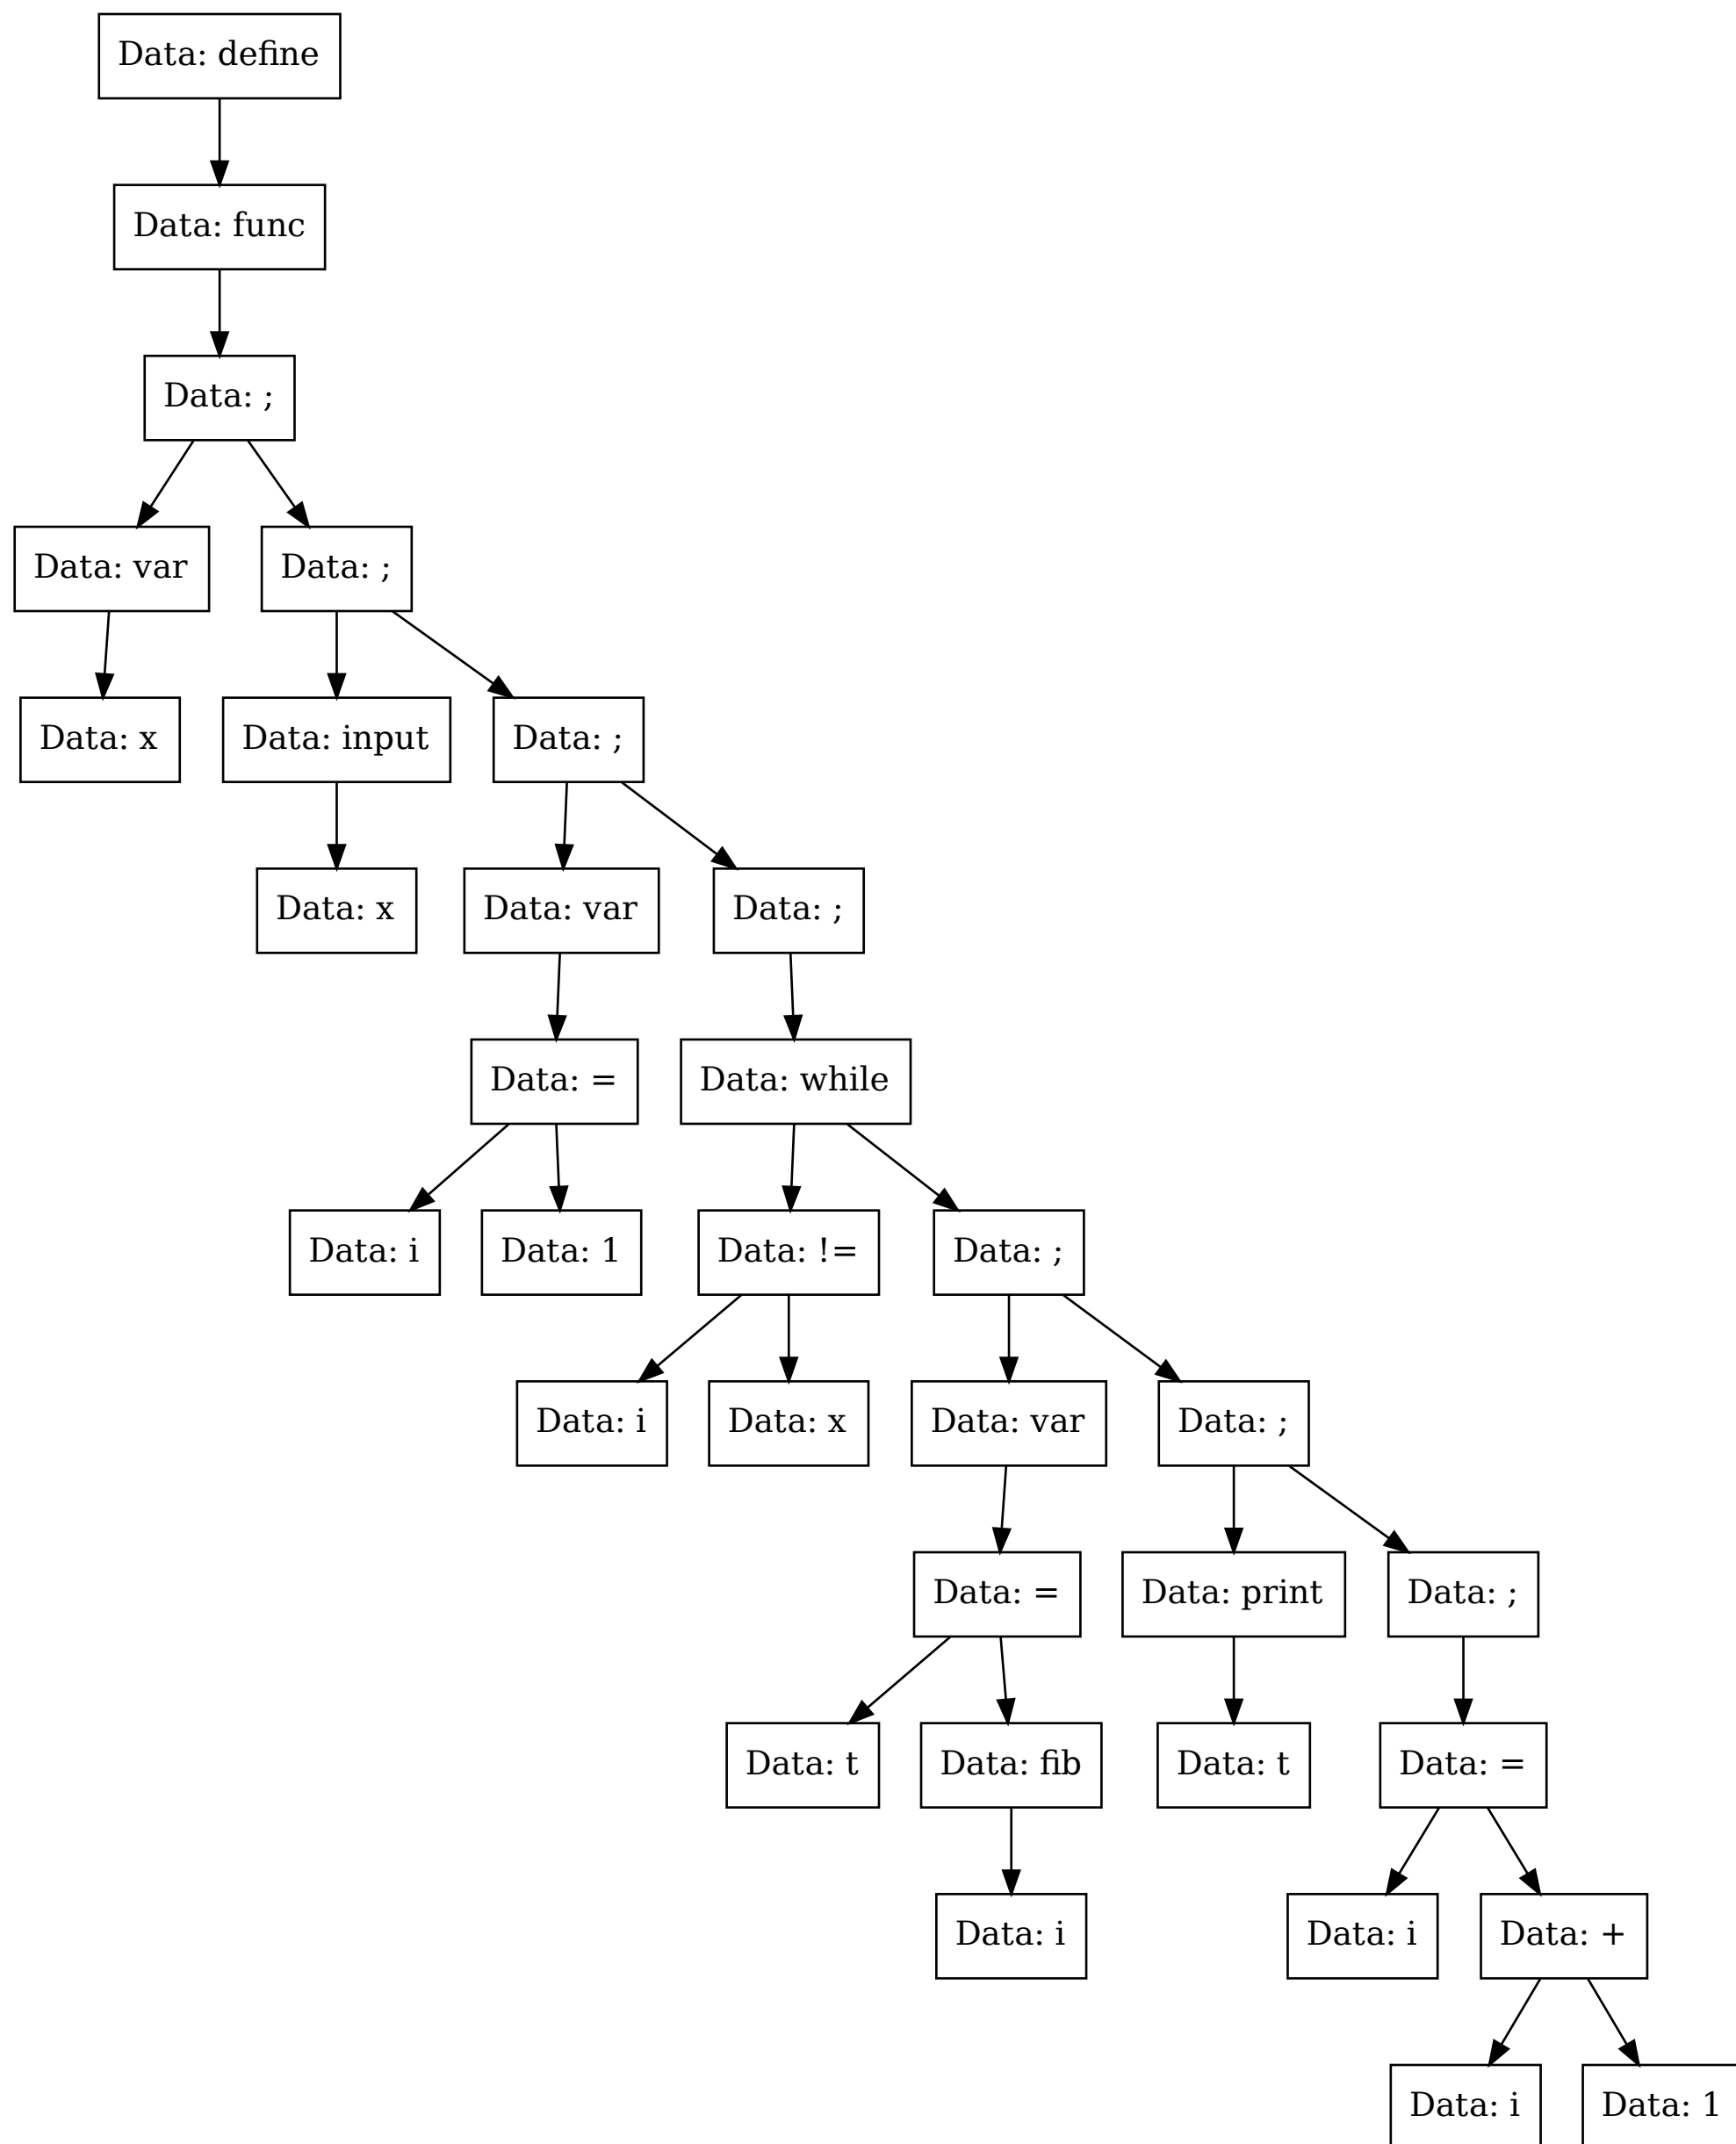 Data: define
Data: func
Data: ;
Data: var
Data: ;
Data: x
Data: input
Data: ;
Data: x
Data: var
Data: ;
Data: =
Data: while
Data: i
Data: 1
Data: !=
Data: ;
Data: i
Data: x
Data: var
Data: ;
Data: =
Data: print
Data: ;
Data: t
Data: fib
Data: t
Data: =
Data: i
Data: i
Data: +
Data: i
Data: 1